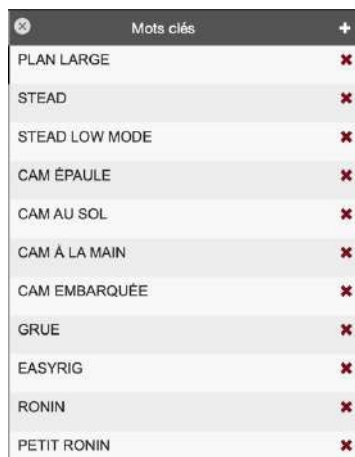 Mots clés
PLAN LARGE
STEAD
STEAD LOW MODE
CAM ÉPAULE
CAM AU SOL
CAM À LA MAIN
CAM EMBARQUÉE
GRUE
EASYRIG
RONIN
PETIT RONIN